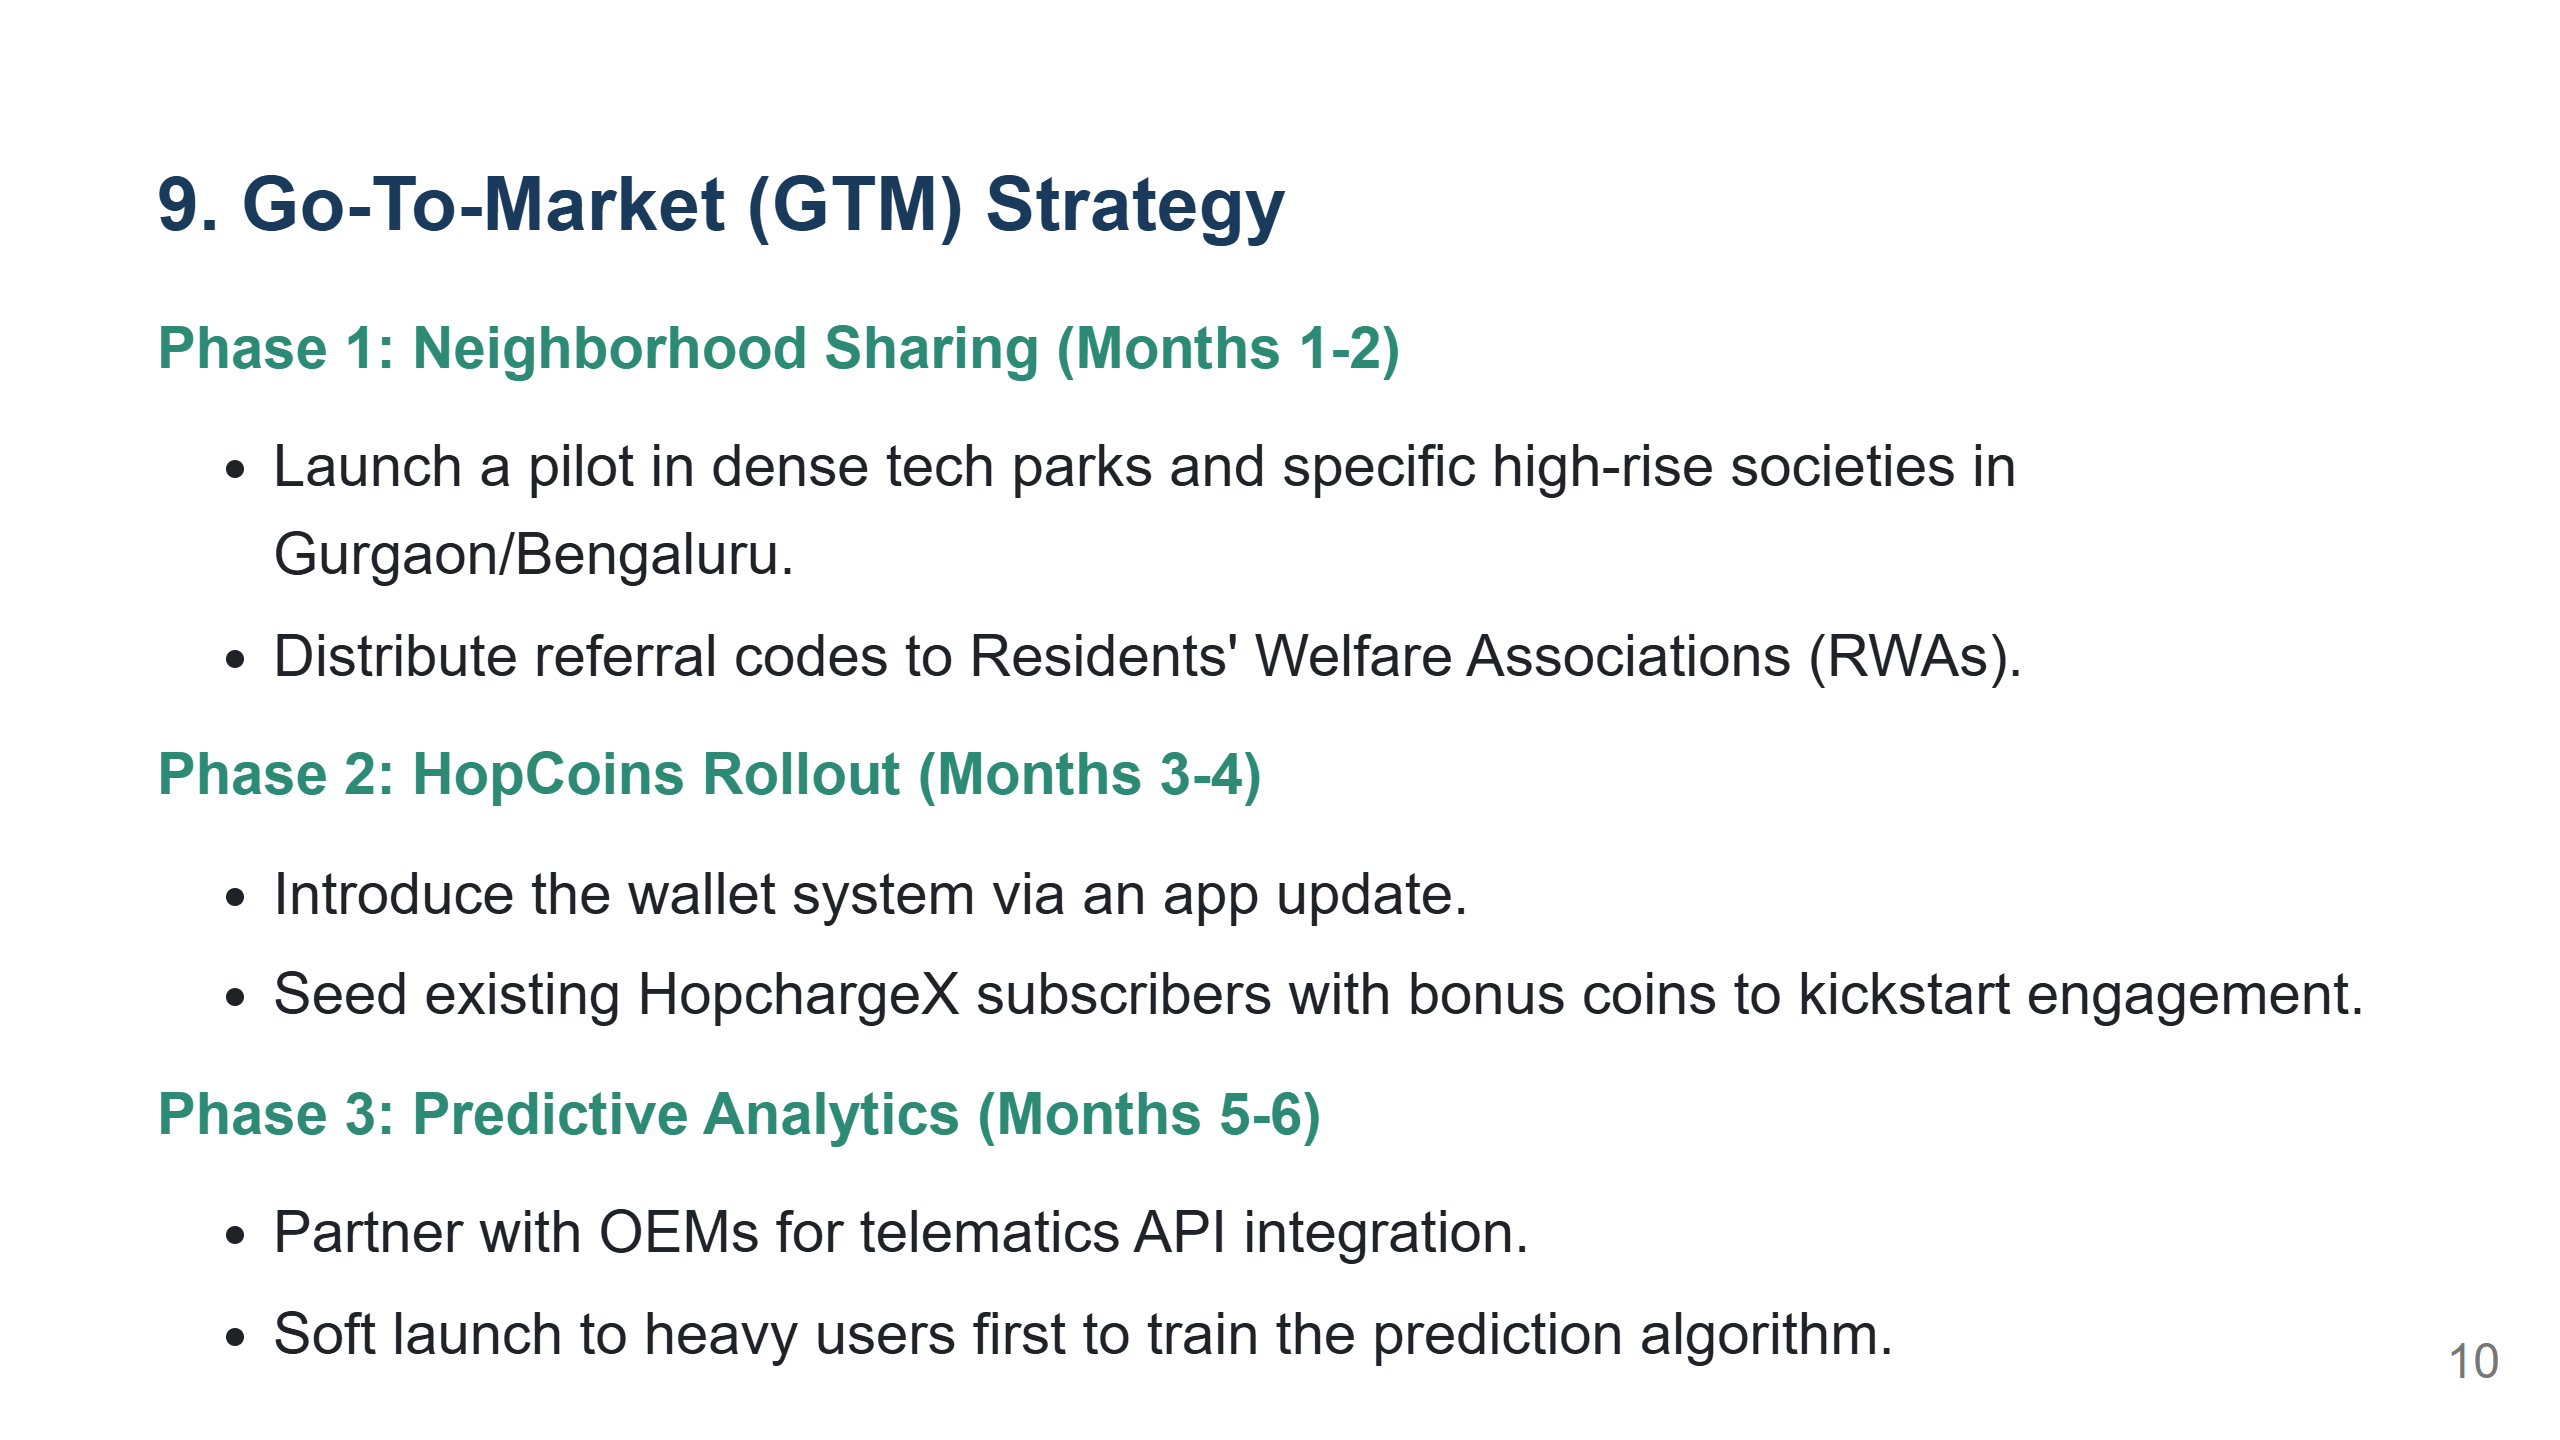 9. Go-To-Market (GTM) Strategy
Phase 1: Neighborhood Sharing (Months 1-2)
• Launch a pilot in dense tech parks and specific high-rise societies in
Gurgaon/Bengaluru.
• Distribute referral codes to Residents' Welfare Associations (RWAs).
Phase 2: HopCoins Rollout (Months 3-4)
• Introduce the wallet system via an app update.
• Seed existing HopchargeX subscribers with bonus coins to kickstart engagement.
Phase 3: Predictive Analytics (Months 5-6)
• Partner with OEMs for telematics API integration.
• Soft launch to heavy users first to train the prediction algorithm.
10